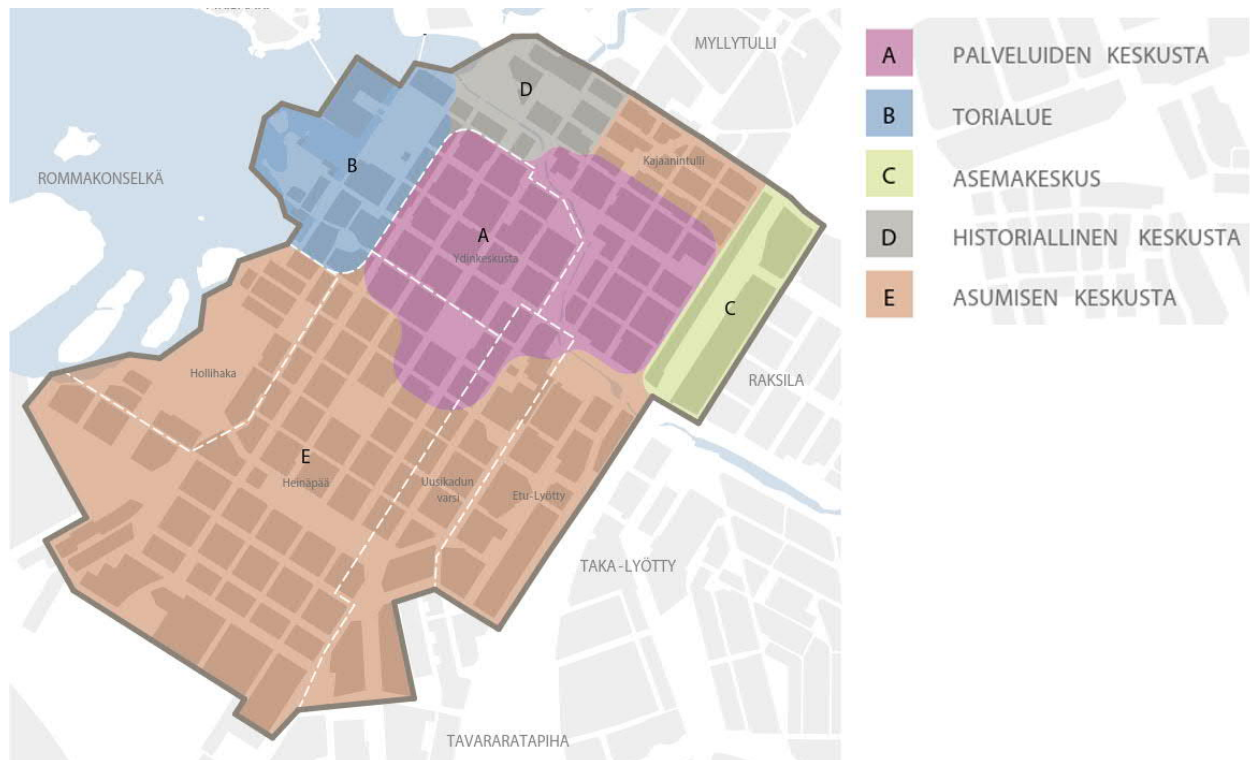 MYLLYTULLI
D
Kajaanintulli
B
ROMMAKONSELKÄ
A
Ydinkeskusta
C
Hollihaka
RAKSILA
E
Heinäpää
Uusikadun
varsi
Etu-Lyötty
TAKA-LYÖTTY
TAVARARATAPIHA
A PALVELUIDEN KESKUSTA
B TORIALUE
C ASEMAKESKUS
D HISTORIALLINEN KESKUSTA
E ASUMISEN KESKUSTA